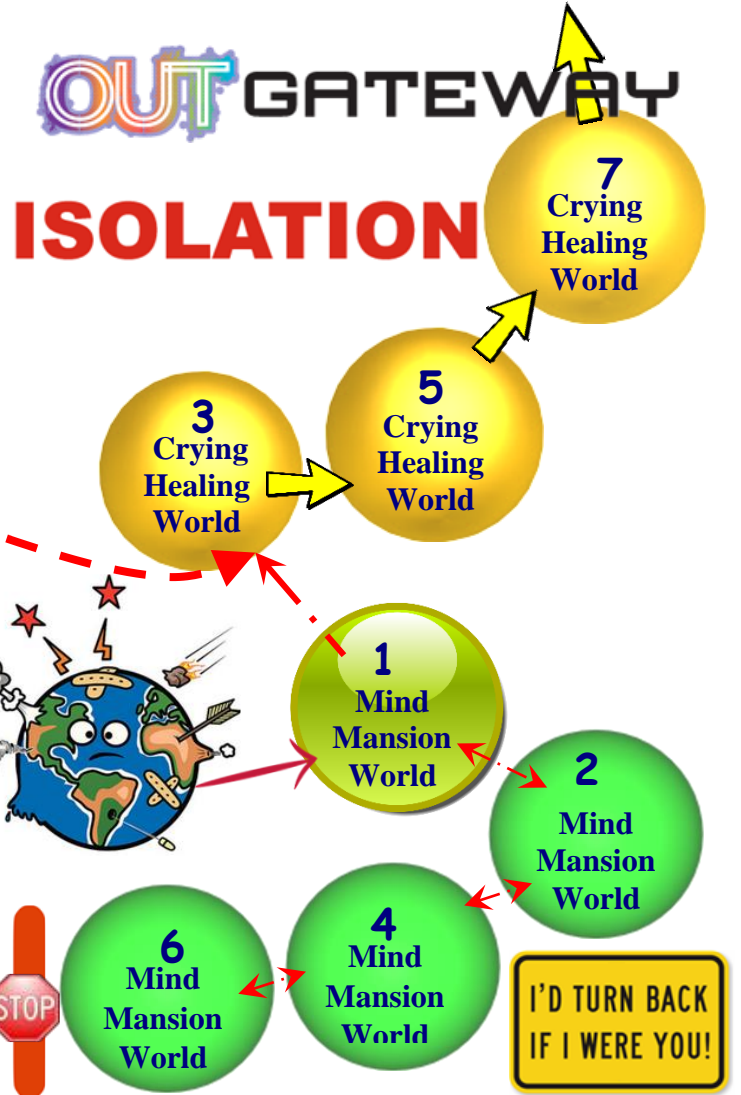 OUT GATEWAY
ISOLATION
7
Crying
Healing
World
5
Crying
Healing
World
3
Crying
Healing
World
1
Mind
Mansion
World
2
Mind
Mansion
World
4
Mind
Mansion
World
6
Mind
Mansion
World
STOP
I'D TURN BACK
IF I WERE YOU!